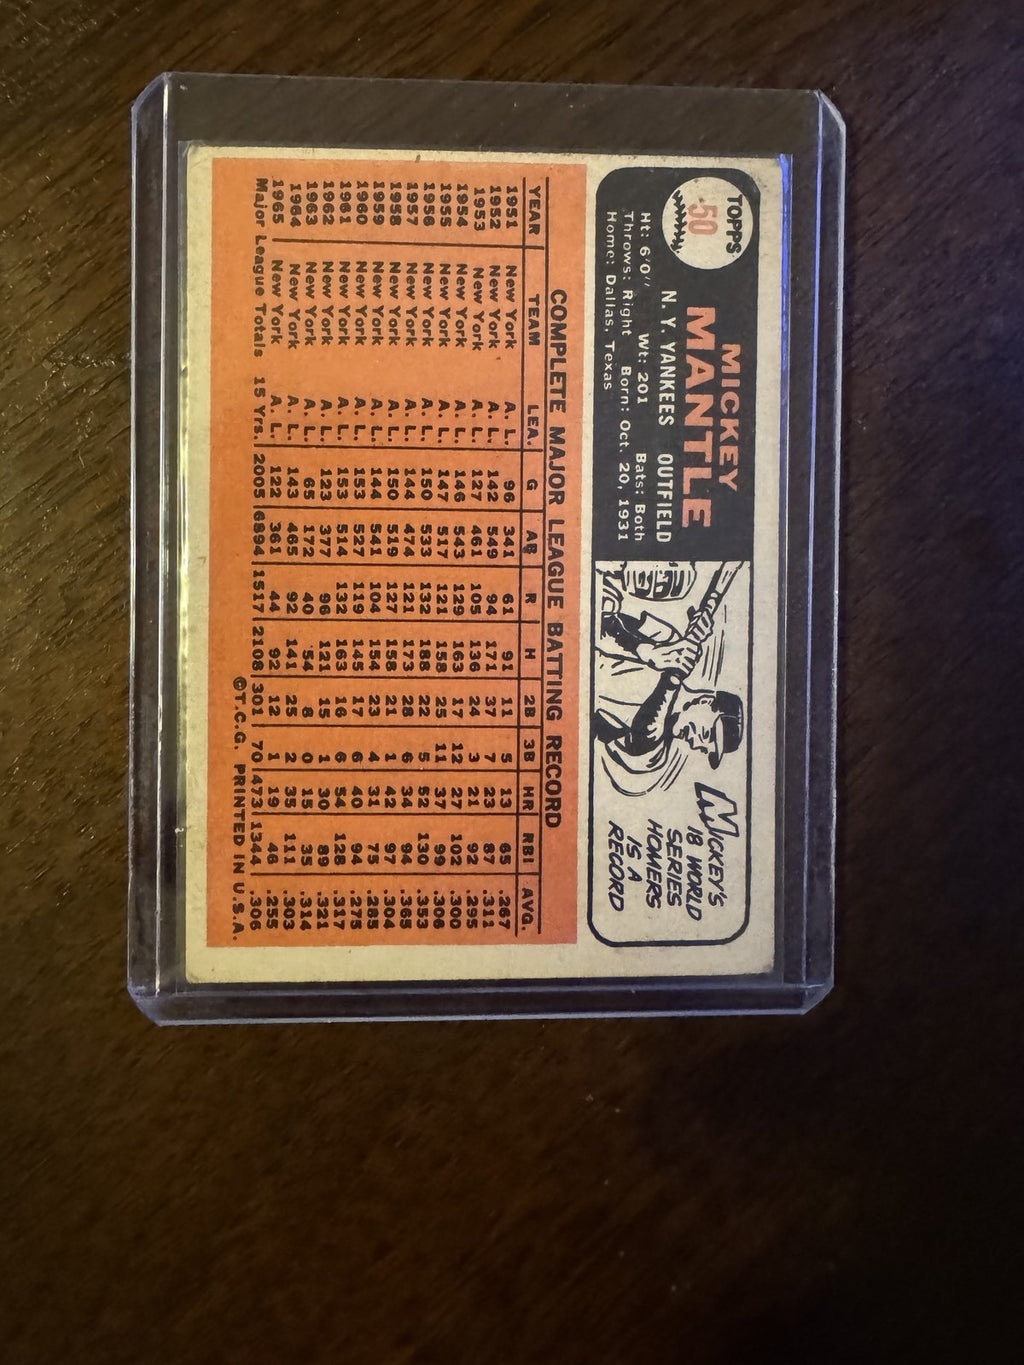 TOPPS
50
MICKEY
MANTLE
N. Y. YANKEES OUTFIELD
Ht: 6'0" Wt: 201 Bats: Both
Throws: Right Born: Oct. 20, 1931
Home: Dallas, Texas
MICKEY'S
18 WORLD
SERIES
HOMERS
IS A
RECORD
COMPLETE MAJOR LEAGUE BATTING RECORD
YEAR TEAM LEA. G AB R H 2B 3B HR RBI AVG.
1951 New York A. L. 96 341 61 91 11 5 13 65 .267
1952 New York A. L. 142 549 94 171 37 7 23 87 .311
1953 New York A. L. 127 461 105 136 24 3 21 92 .295
1954 New York A. L. 146 543 129 163 17 12 27 102 .300
1955 New York A. L. 147 517 121 158 25 11 37 99 .306
1956 New York A. L. 150 533 132 188 22 5 52 130 .353
1957 New York A. L. 144 474 121 173 28 6 34 94 .365
1958 New York A. L. 150 519 127 158 21 1 42 97 .304
1959 New York A. L. 144 541 104 154 23 4 31 75 .285
1960 New York A. L. 153 527 119 145 17 6 40 94 .275
1961 New York A. L. 153 514 132 163 16 6 54 128 .317
1962 New York A. L. 123 377 96 121 15 1 30 89 .321
1963 New York A. L. 65 172 40 54 8 0 15 35 .314
1964 New York A. L. 143 465 92 141 25 2 35 111 .303
1965 New York A. L. 122 361 44 92 12 1 19 46 .255
Major League Totals 15 Yrs. 2005 6894 1517 2108 301 70 473 1344 .306
©T.C.G. PRINTED IN U.S.A.